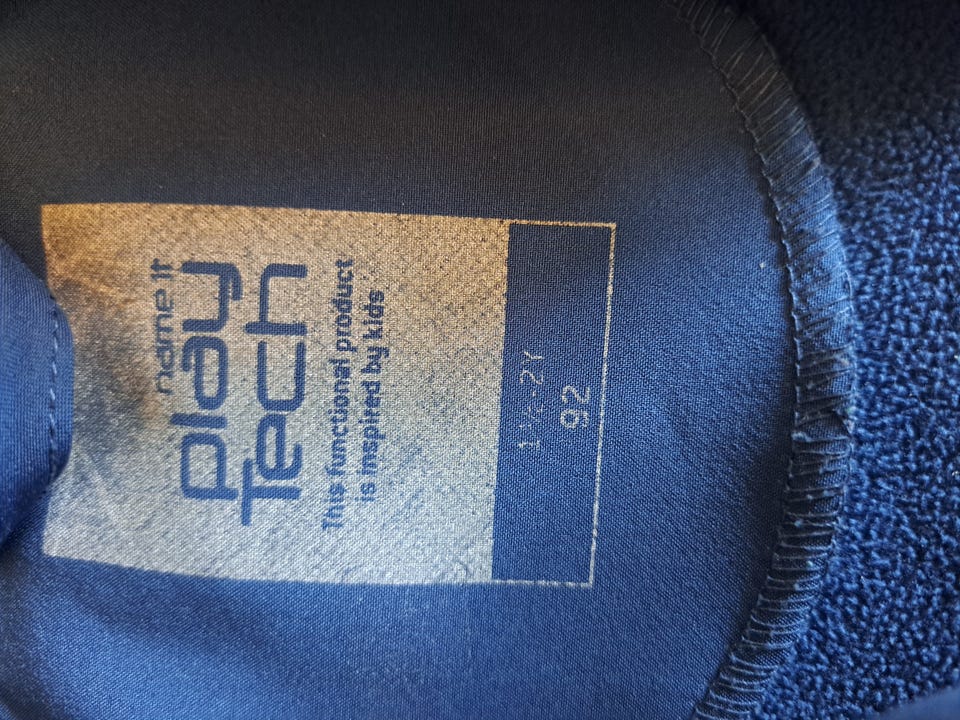 name it
play
Tech
This functional product
is inspired by kids
1½-2Y
92